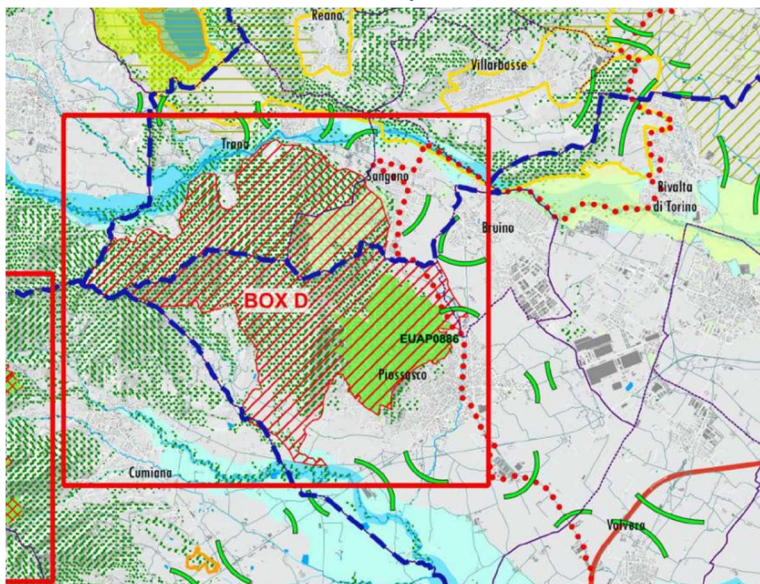 Reano
Villarbasse
Trana
Sangano
Rivalta
di Torino
Bruino
BOX D
EUAP0886
Piossasco
Cumiana
Volvera